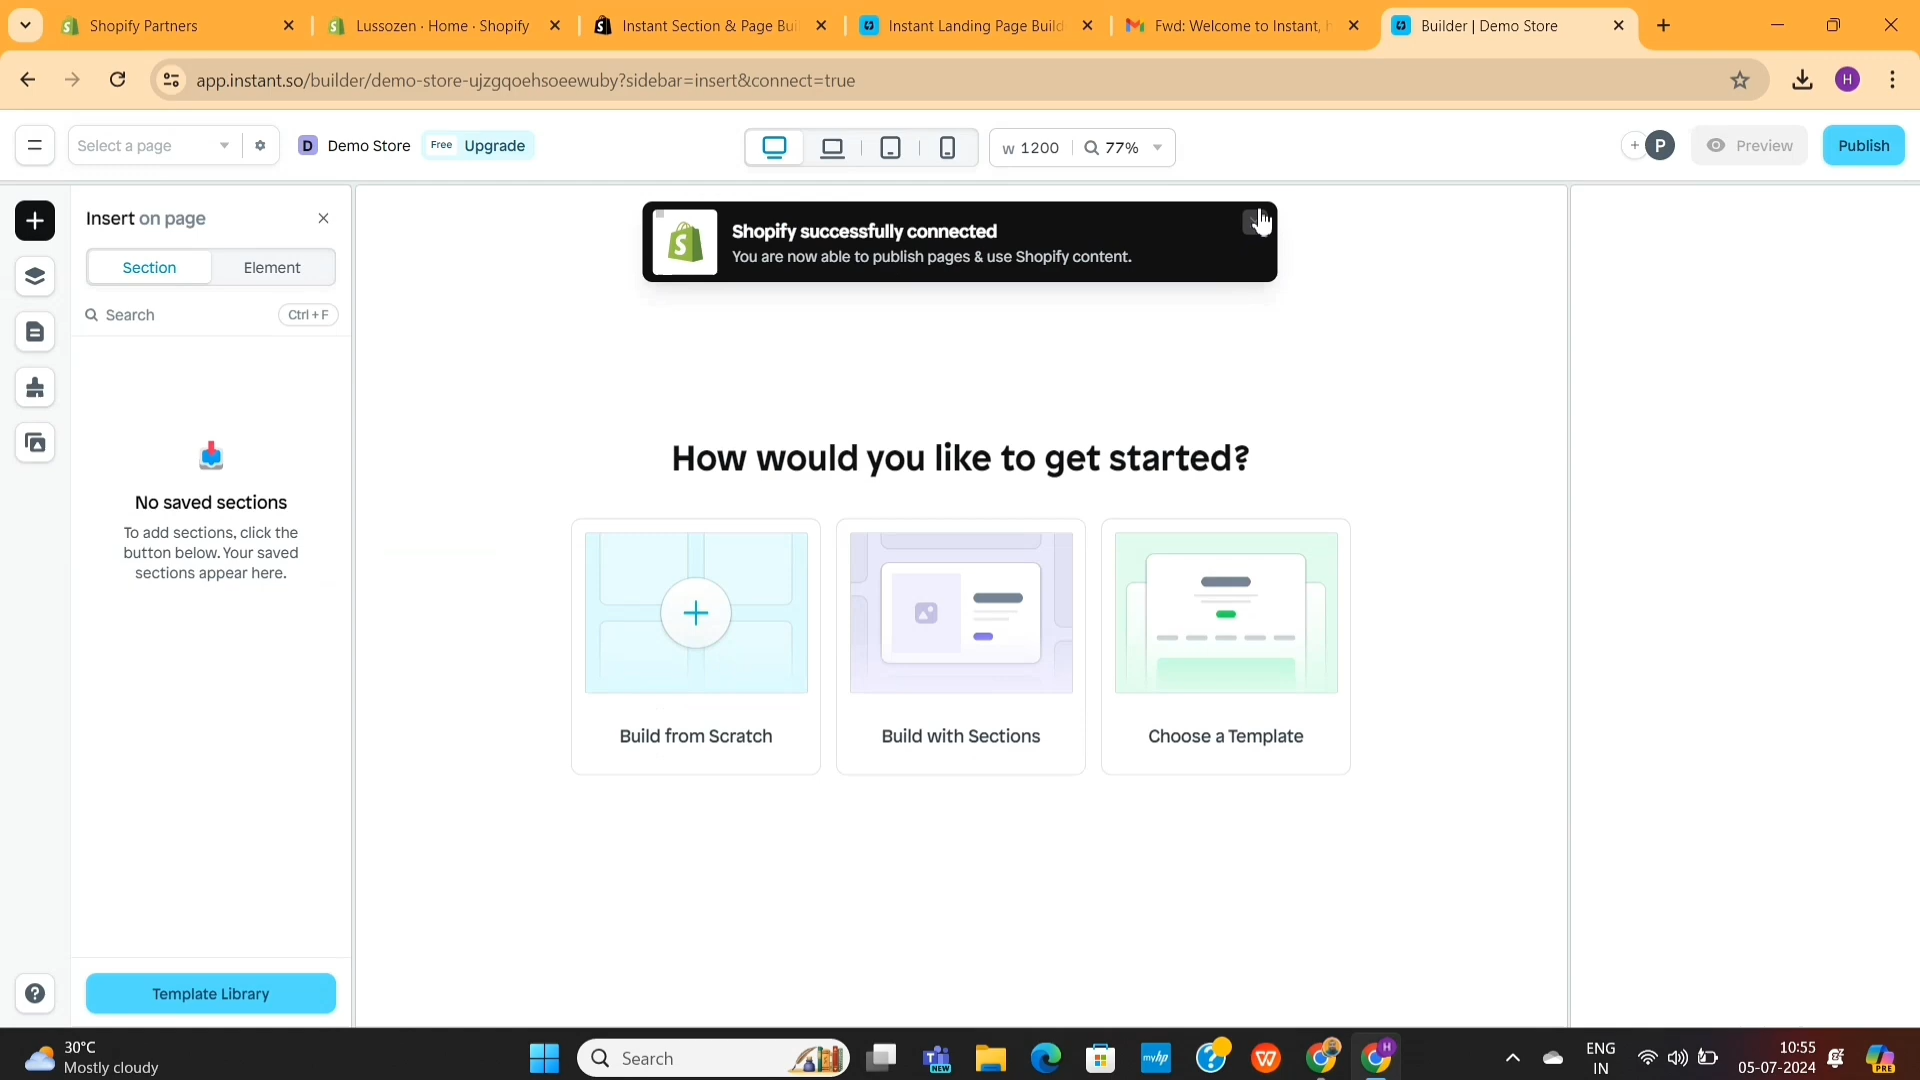 Shopify Partners
Lussozen · Home · Shopify
Instant Section & Page Bui
Instant Landing Page Build
Fwd: Welcome to Instant, h
Builder | Demo Store
app.instant.so/builder/demo-store-ujzgqoehsoeewuby?sidebar=insert&connect=true
H
Select a page
D Demo Store
Free Upgrade
W 1200
77%
P
Preview
Publish
Insert on page
Section
Element
Search
Ctrl + F
Shopify successfully connected
You are now able to publish pages & use Shopify content.
No saved sections
To add sections, click the
button below. Your saved
sections appear here.
How would you like to get started?
Build from Scratch
Build with Sections
Choose a Template
Template Library
30°C
Mostly cloudy
Search
NEW
myhp
H
ENG
IN
10:55
05-07-2024
PRE